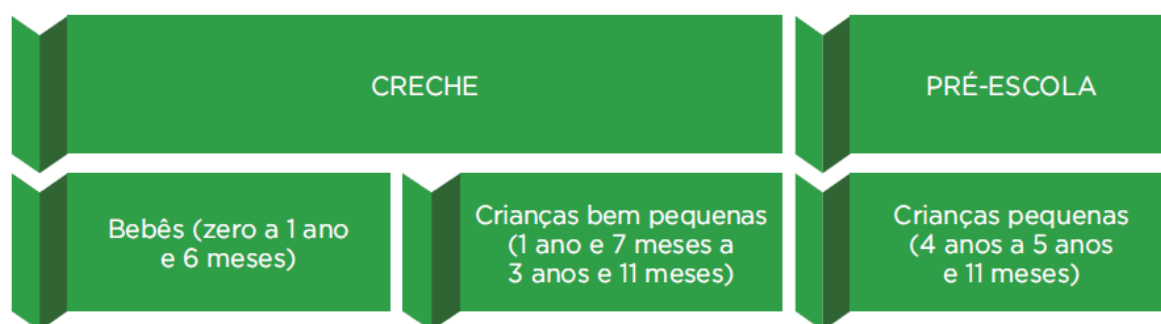 CRECHE
PRÉ-ESCOLA
Bebês (zero a 1 ano
e 6 meses)
Crianças bem pequenas
(1 ano e 7 meses a
3 anos e 11 meses)
Crianças pequenas
(4 anos a 5 anos
e 11 meses)